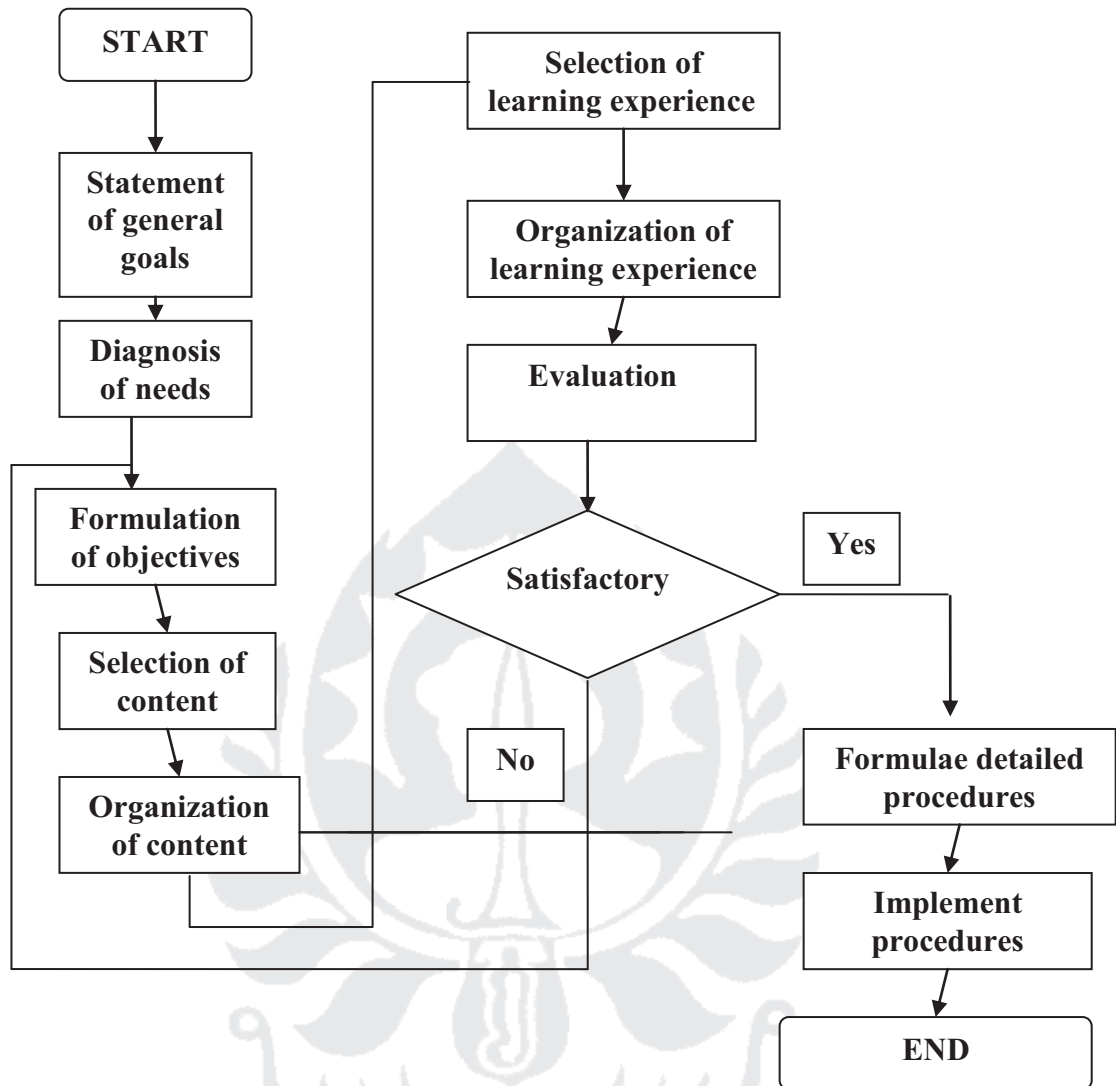 START
Statement
of general
goals
Diagnosis
of needs
Formulation
of objectives
Selection of
content
Organization
of content
Selection of
learning experience
Organization of
learning experience
Evaluation
Satisfactory
Yes
No
Formulae detailed
procedures
Implement
procedures
END